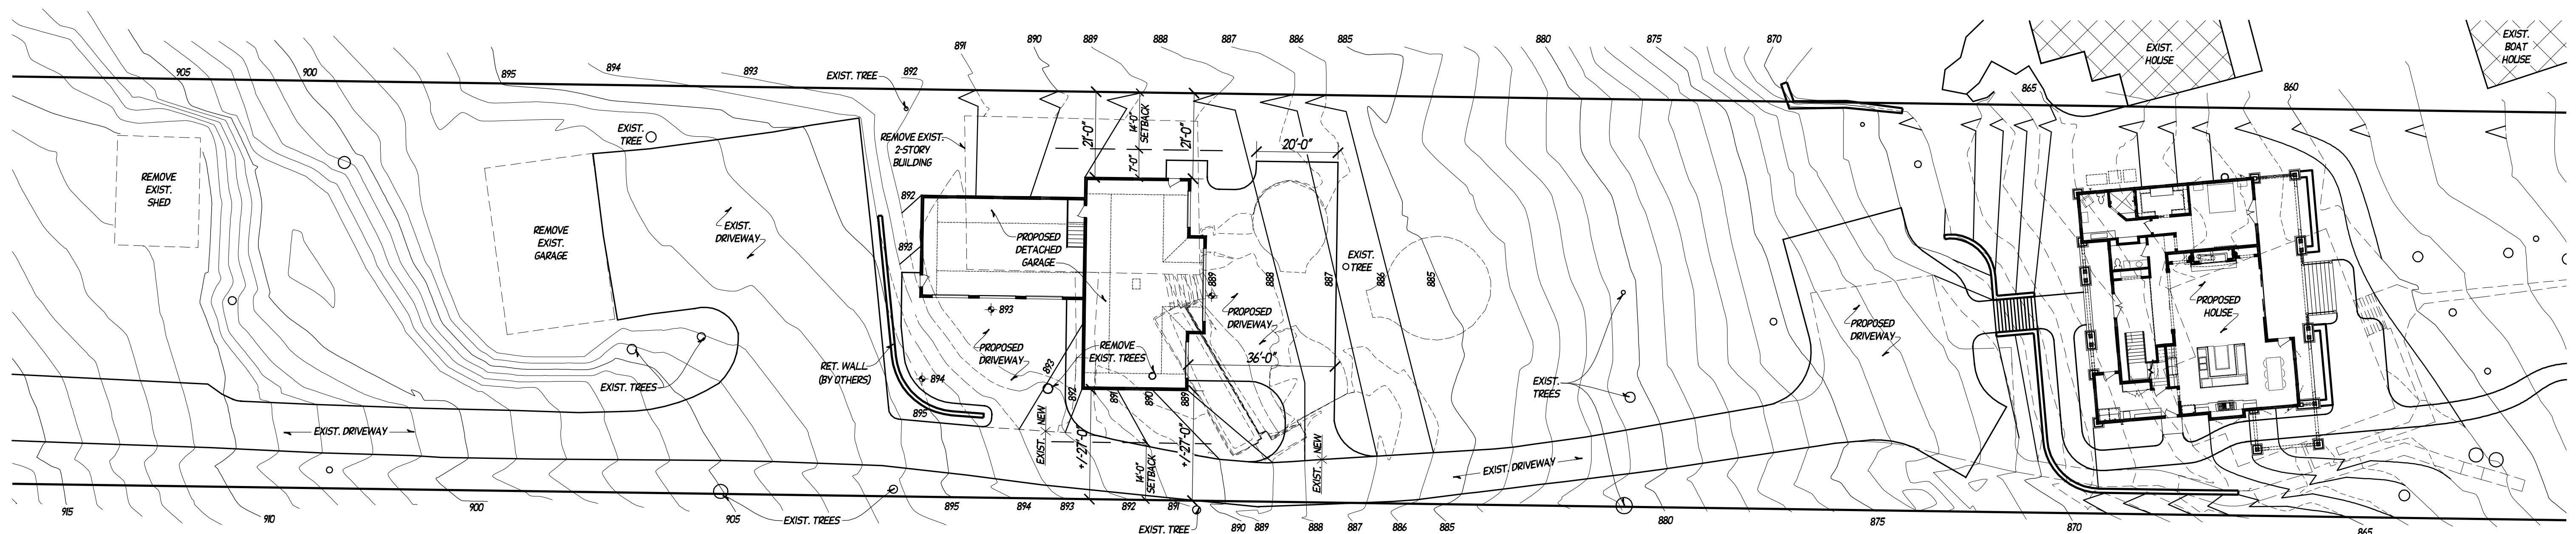 905
900
895
894
893
EXIST. TREE
892
891
890
889
888
887
886
885
880
875
870
865
860
EXIST.
HOUSE
EXIST.
BOAT
HOUSE
EXIST.
TREE
REMOVE EXIST.
2-STORY
BUILDING
21'-0"
14'-0"
SETBACK
7'-0"
21'-0"
20'-0"
REMOVE
EXIST.
SHED
REMOVE
EXIST.
GARAGE
EXIST.
DRIVEWAY
892
893
PROPOSED
DETACHED
GARAGE
893
PROPOSED
DRIVEWAY
REMOVE
EXIST. TREES
889
888
887
886
885
EXIST.
TREE
PROPOSED
DRIVEWAY
36'-0"
PROPOSED
DRIVEWAY
PROPOSED
HOUSE
RET. WALL
(BY OTHERS)
894
895
893
892
891
890
889
EXIST. TREES
EXIST.
TREES
EXIST. DRIVEWAY
EXIST.
NEW
+/-27'-0"
14'-0"
SETBACK
+/-27'-0"
EXIST.
NEW
EXIST. DRIVEWAY
915
910
900
905
EXIST. TREES
895
894
893
892
891
EXIST. TREE
890
889
888
887
886
885
880
875
870
865